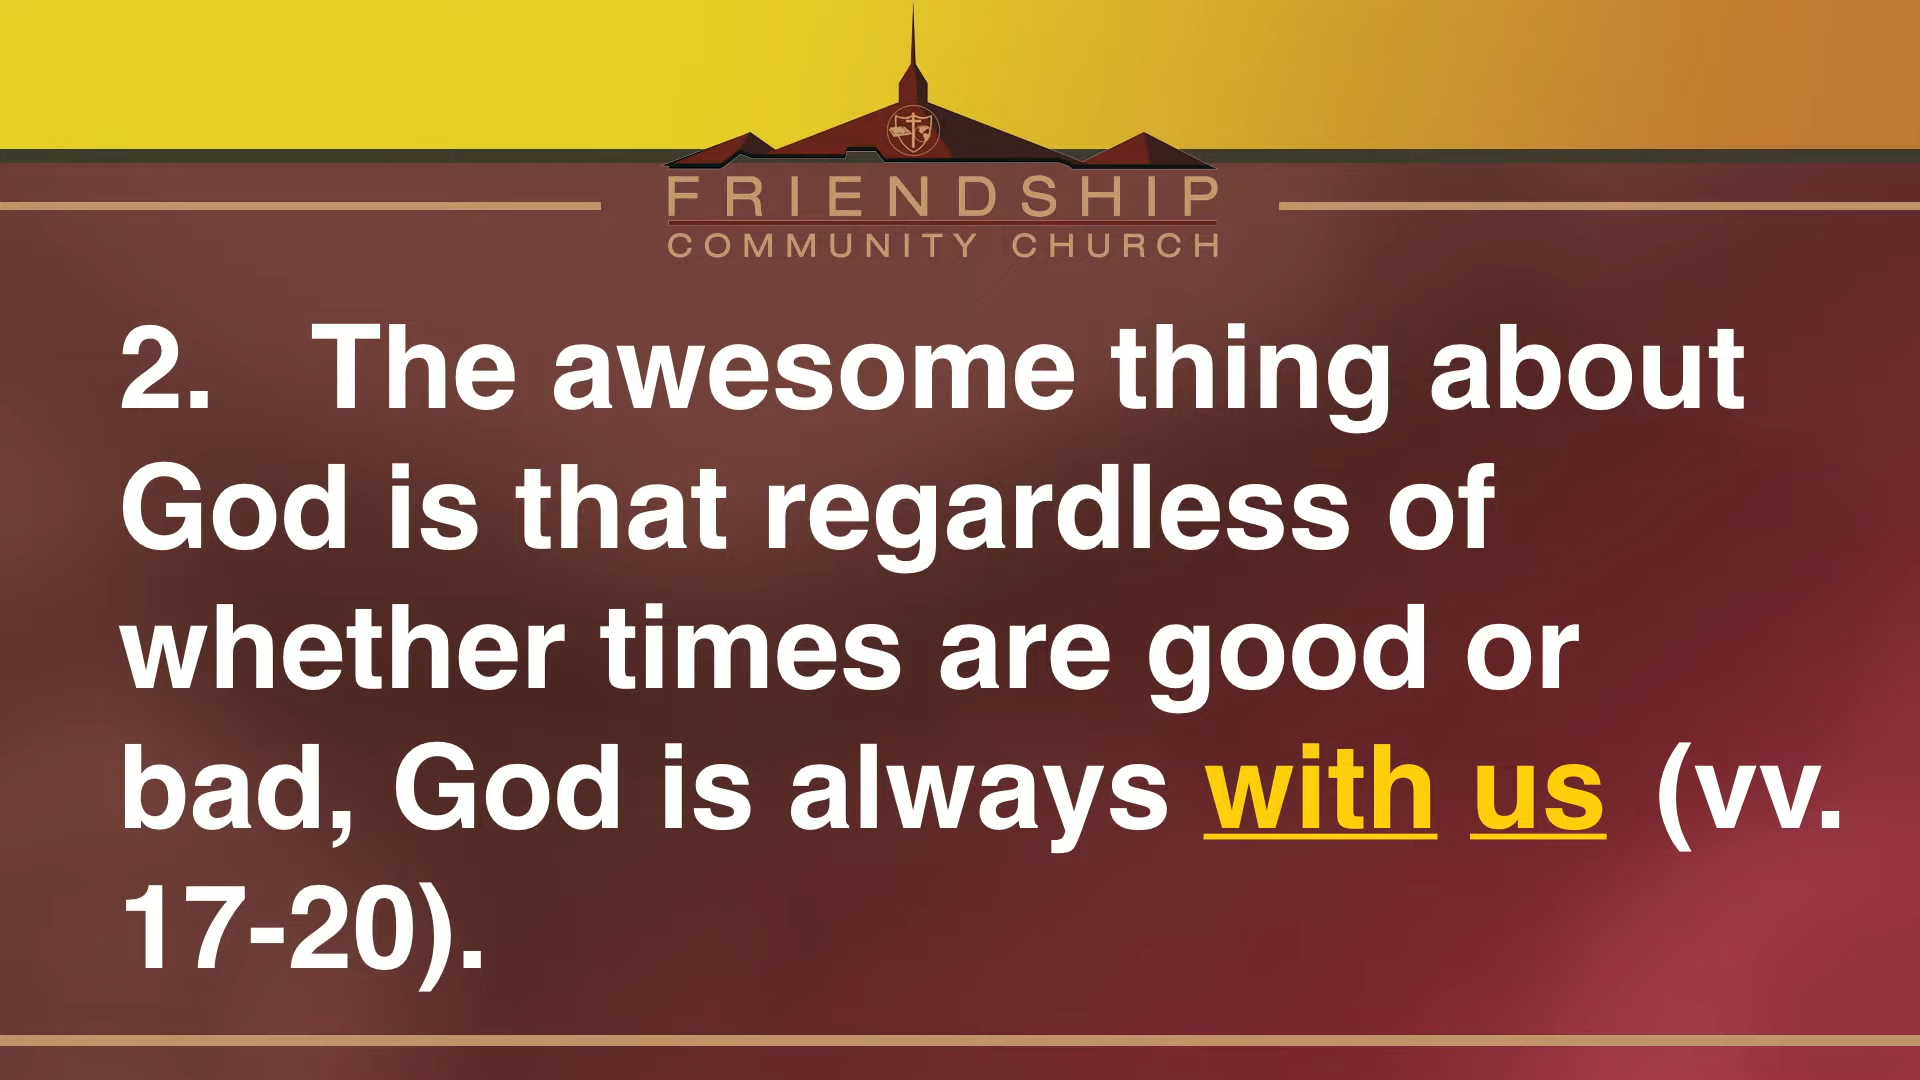 FRIENDSHIP
COMMUNITY CHURCH
2. The awesome thing about
God is that regardless of
whether times are good or
bad, God is always with us (vv.
17-20).